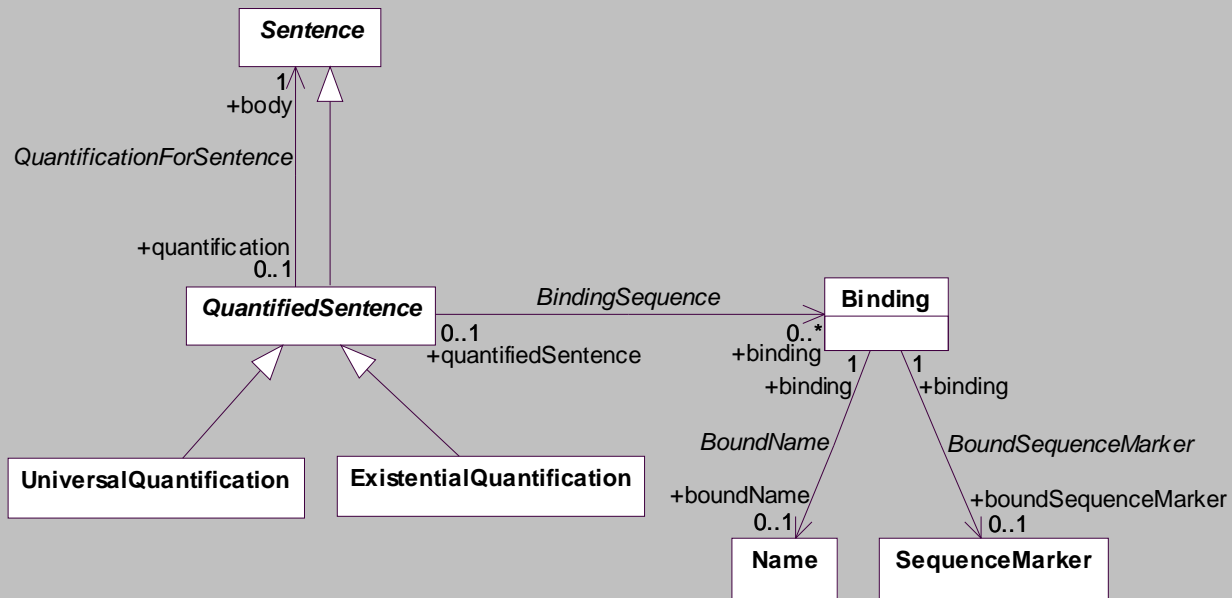 Sentence
1
+body
QuantificationForSentence
+quantification
0..1
QuantifiedSentence
BindingSequence
Binding
0..1
+quantifiedSentence
0..*
+binding
1
+binding
1
+binding
BoundName
BoundSequenceMarker
UniversalQuantification
ExistentialQuantification
+boundName
0..1
+boundSequenceMarker
0..1
Name
SequenceMarker